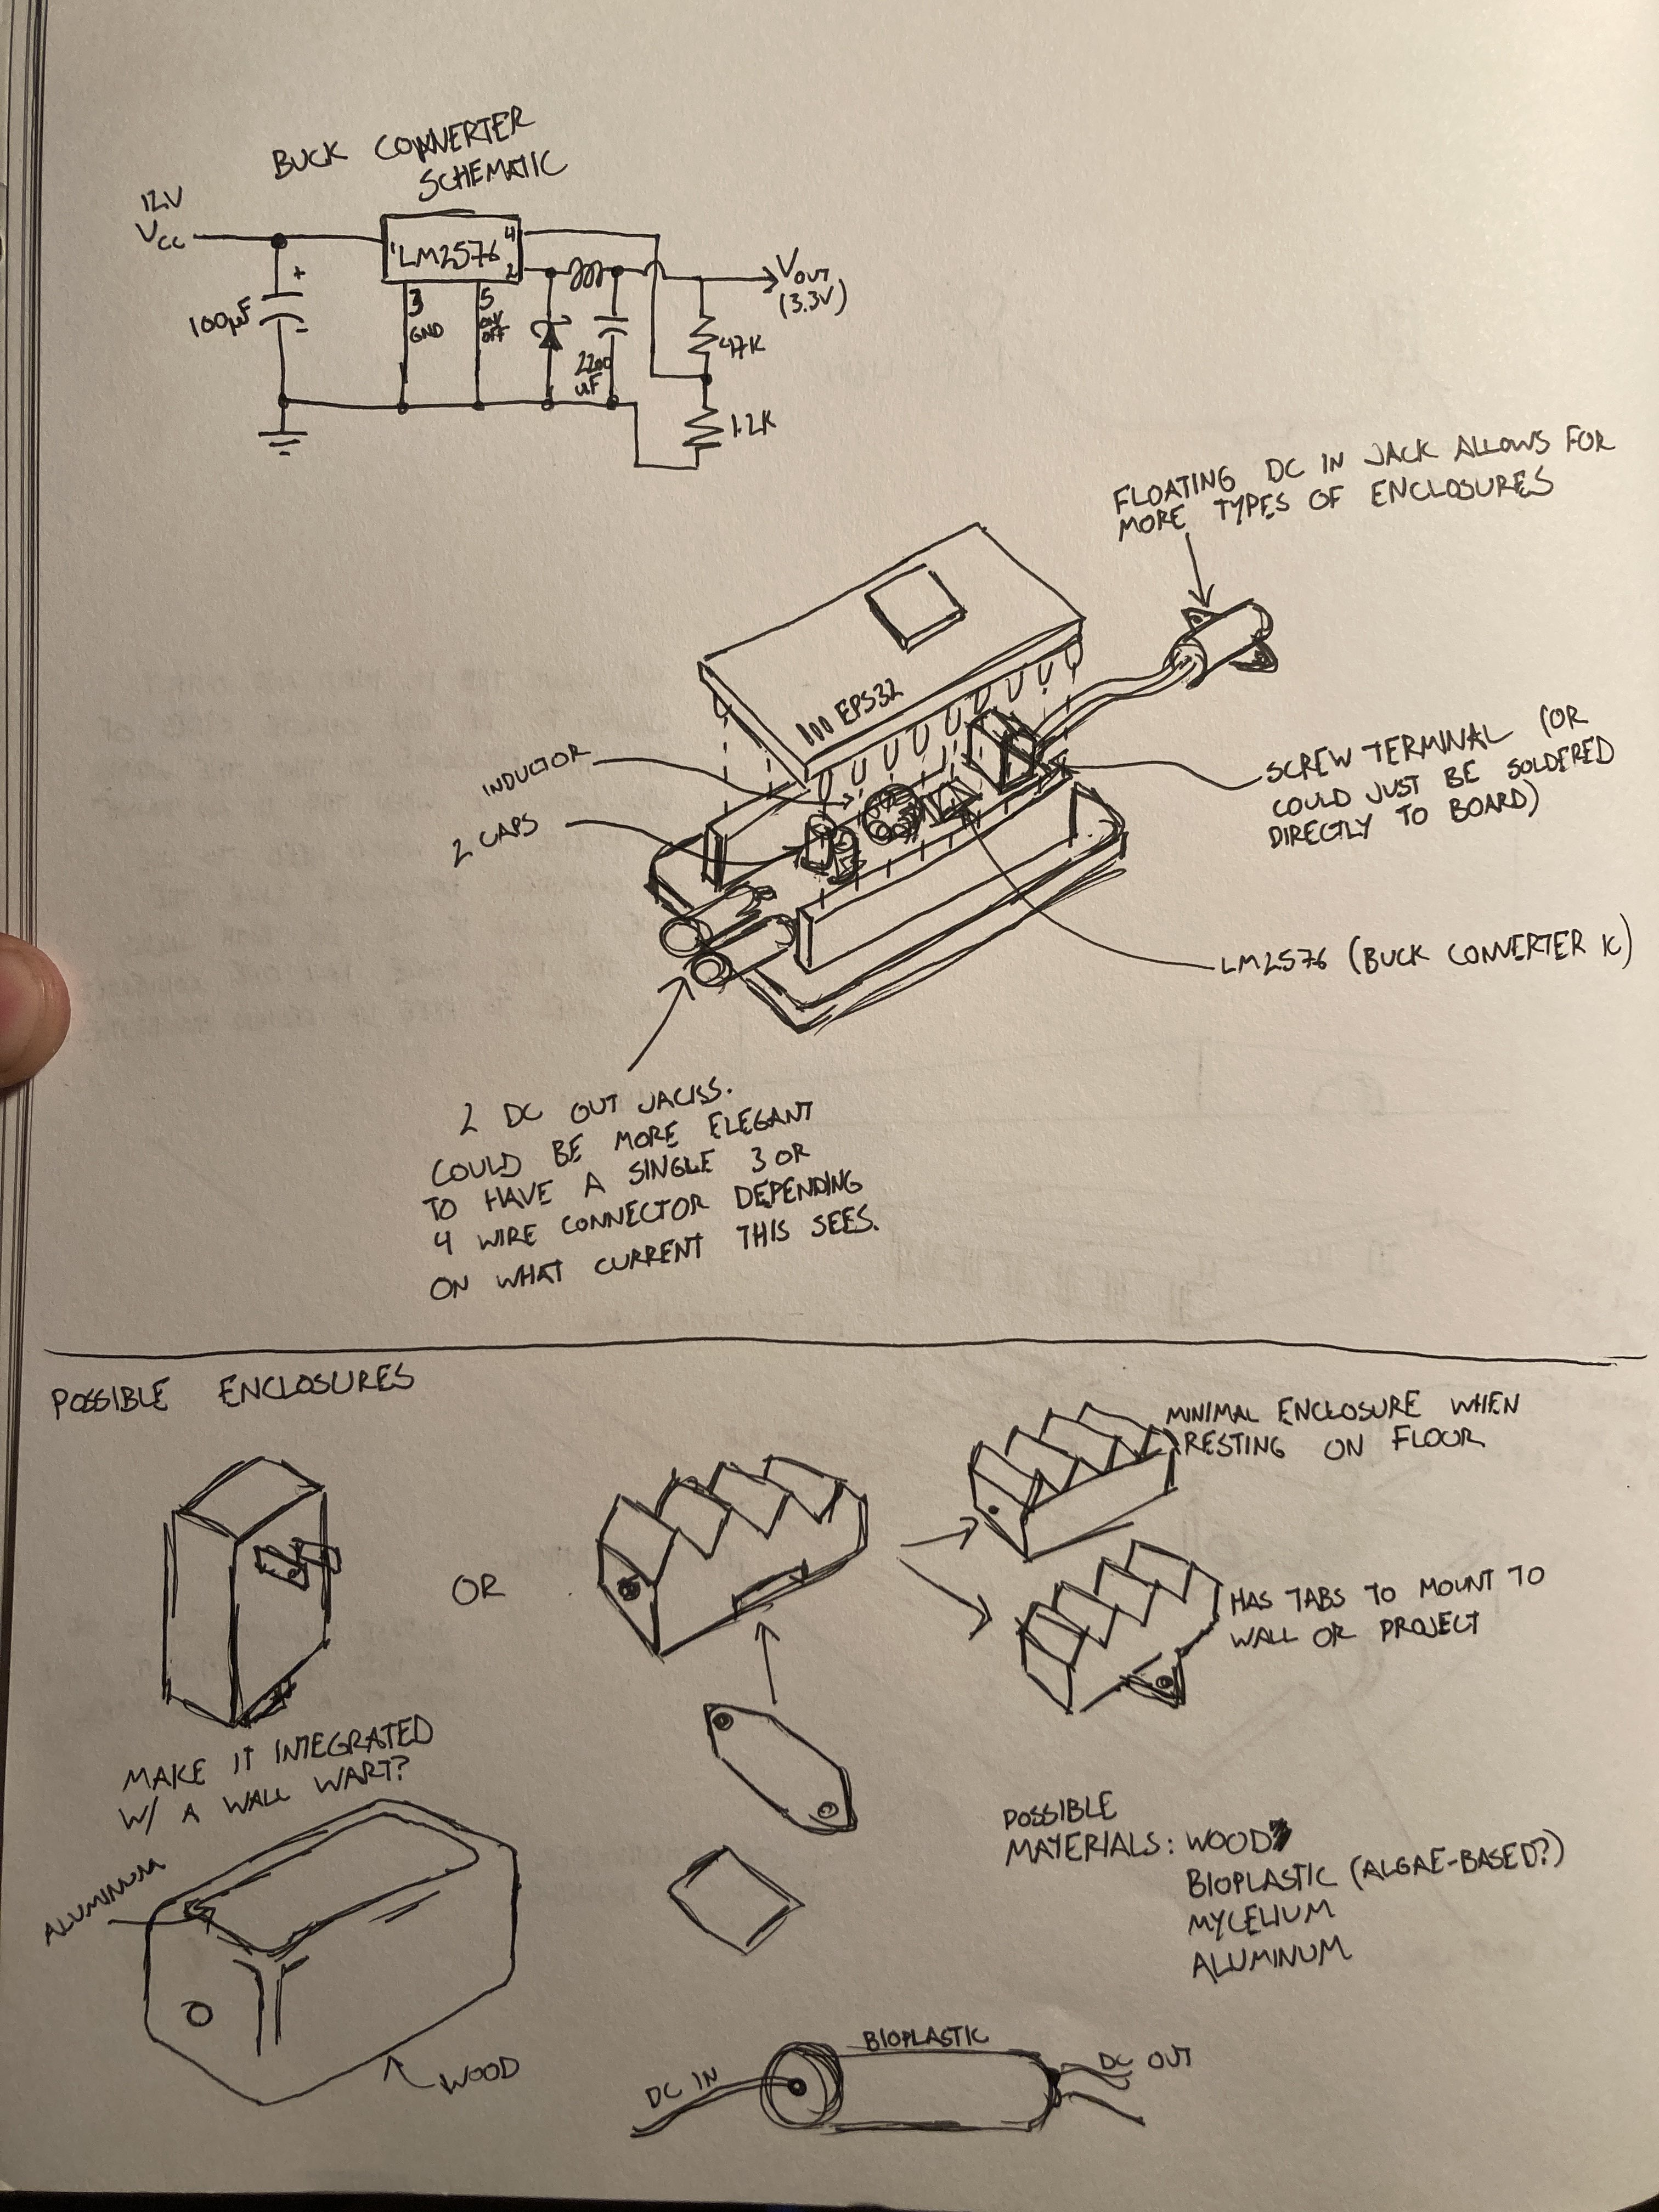 BUCK CONVERTER
SCHEMATIC
12V
VCC
100µF
+
-
1
LM2576
4
2
3
GND
5
ON/
OFF
2200
uF
VOUT
(3.3V)
47K
1.2K
FLOATING DC IN JACK ALLOWS FOR
MORE TYPES OF ENCLOSURES
EPS32
INDUCTOR
2 CAPS
SCREW TERMINAL (OR
COULD JUST BE SOLDERED
DIRECTLY TO BOARD)
LM2576 (BUCK CONVERTER IC)
2 DC OUT JACKS.
COULD BE MORE ELEGANT
TO HAVE A SINGLE 3 OR
4 WIRE CONNECTOR DEPENDING
ON WHAT CURRENT THIS SEES.
POSSIBLE ENCLOSURES
OR
MINIMAL ENCLOSURE WHEN
RESTING ON FLOOR
HAS TABS TO MOUNT TO
WALL OR PROJECT
MAKE IT INTEGRATED
W/ A WALL WART?
ALUMINUM
WOOD
POSSIBLE
MATERIALS: WOOD
BIOPLASTIC (ALGAE-BASED?)
MYCELIUM
ALUMINUM
BIOPLASTIC
DC IN
DC OUT